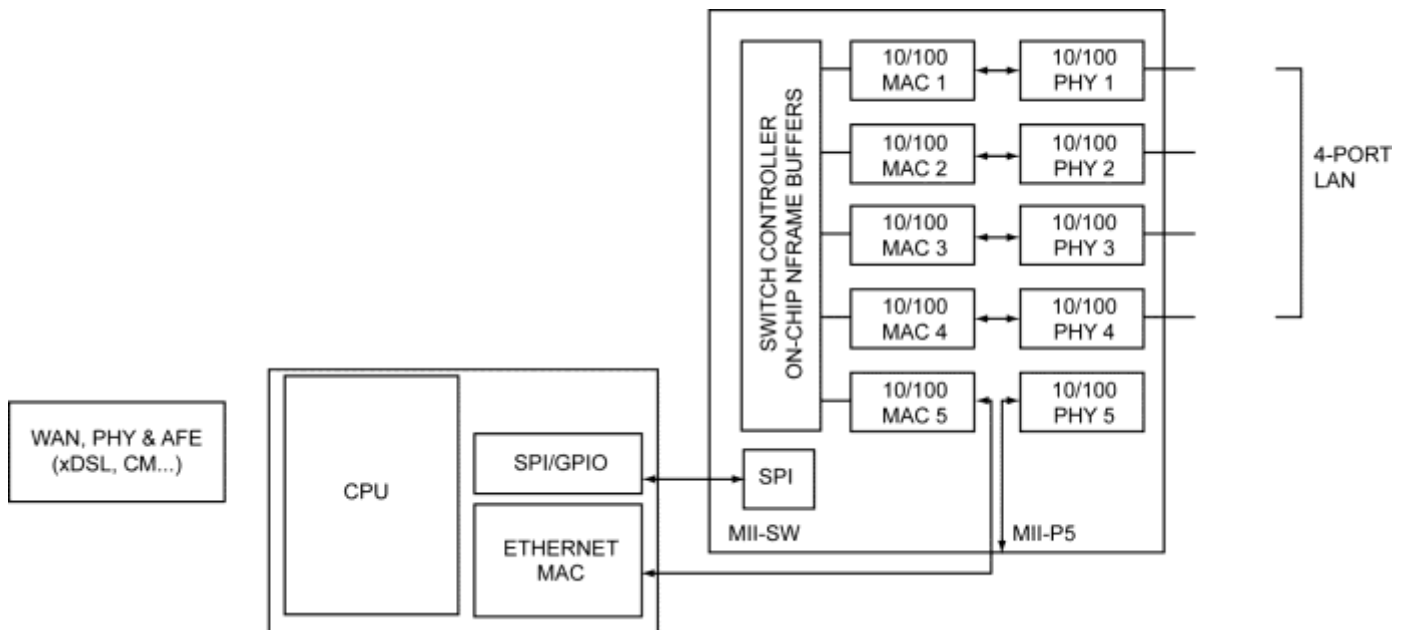 10/100
MAC 1
10/100
PHY 1
10/100
MAC 2
10/100
PHY 2
10/100
MAC 3
10/100
PHY 3
10/100
MAC 4
10/100
PHY 4
10/100
MAC 5
10/100
PHY 5
SWITCH CONTROLLER
ON-CHIP NFRAME BUFFERS
4-PORT
LAN
WAN, PHY & AFE
(xDSL, CM...)
CPU
SPI/GPIO
SPI
ETHERNET
MAC
MII-SW
MII-P5